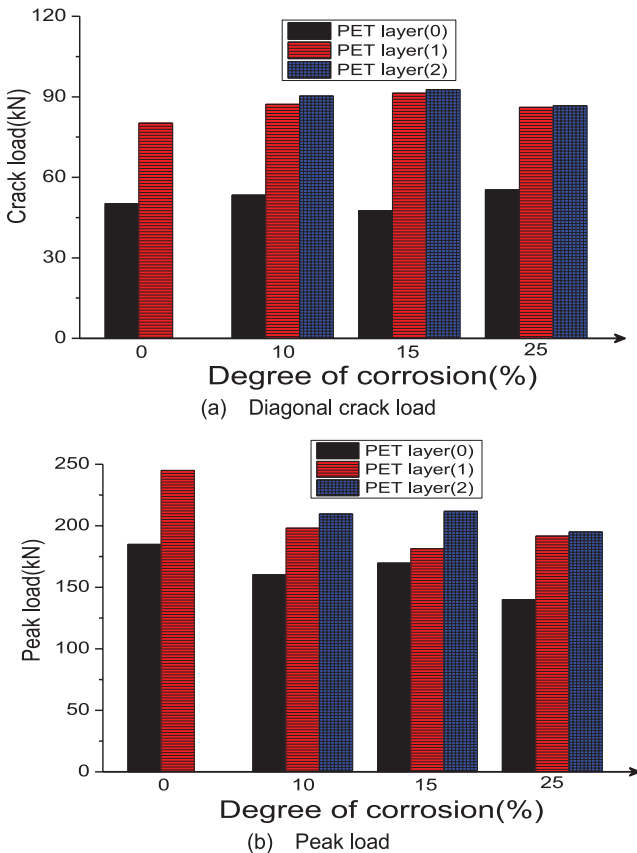 120
90
60
30
0
Crack load(kN)
PET layer(0)
PET layer(1)
PET layer(2)
0 10 15 25
Degree of corrosion(%)
(a) Diagonal crack load
250
200
150
100
50
0
Peak load(kN)
PET layer(0)
PET layer(1)
PET layer(2)
0 10 15 25
Degree of corrosion(%)
(b) Peak load